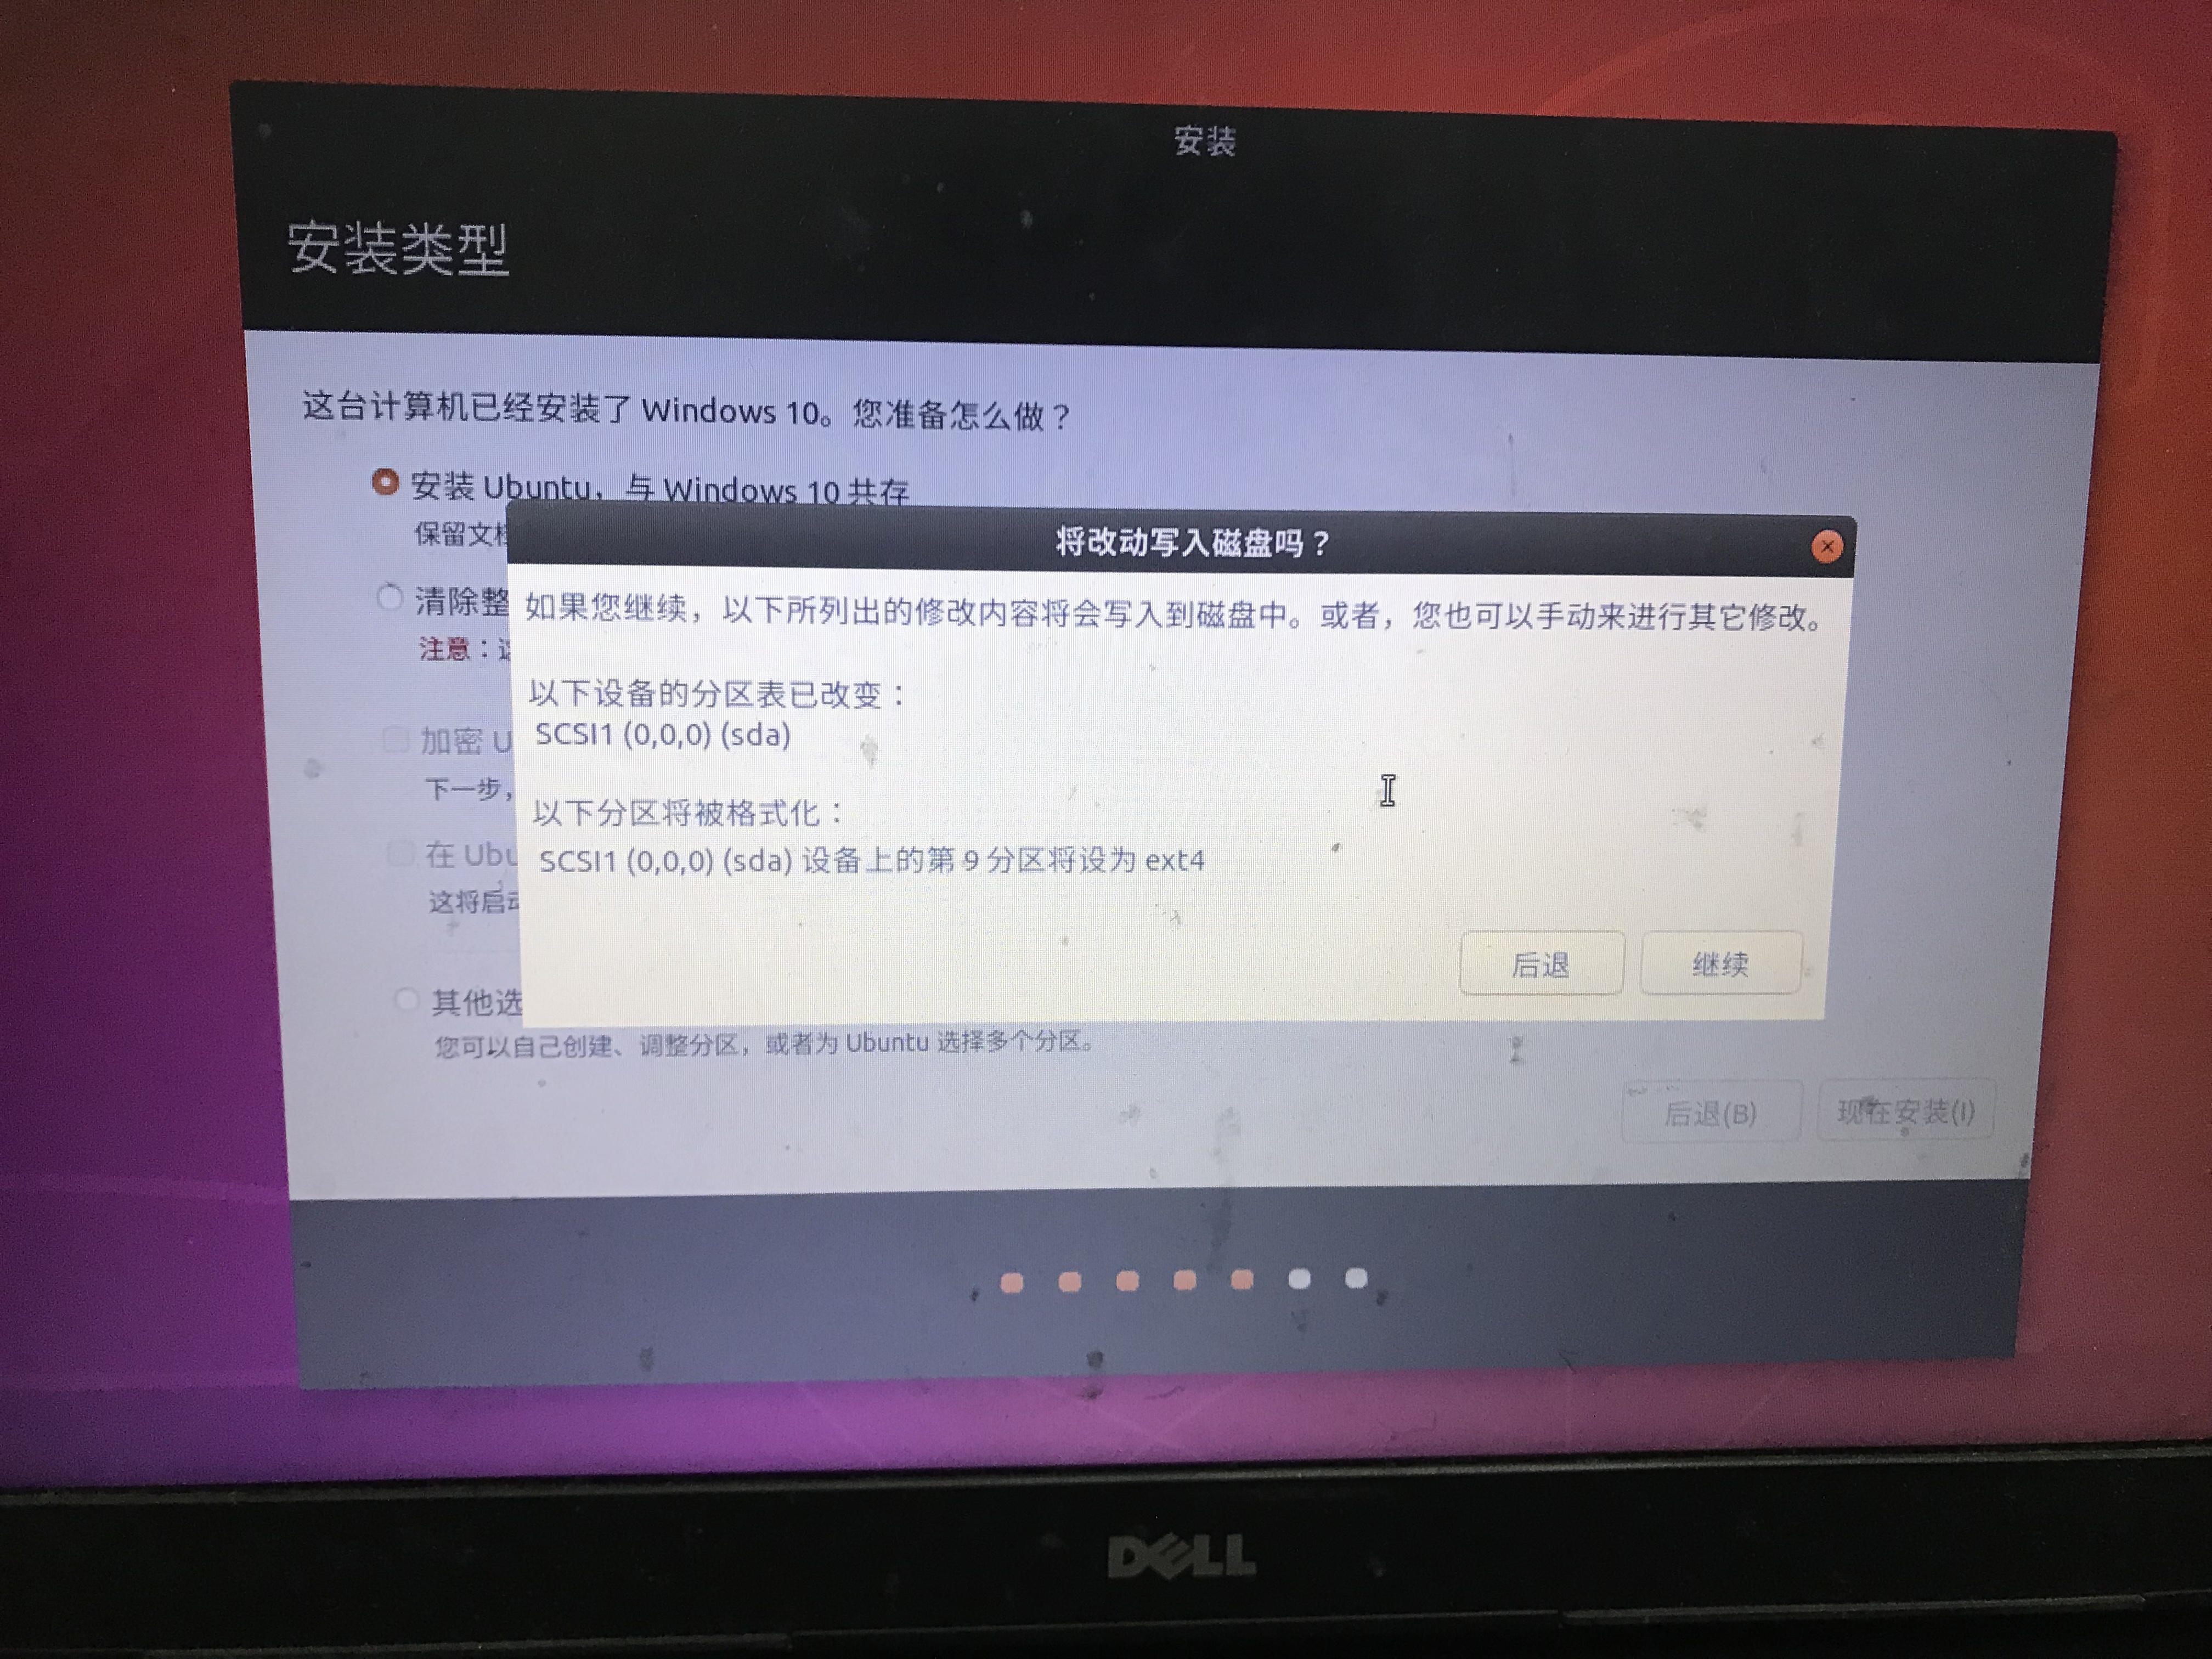 安装
安装类型
这台计算机已经安装了 Windows 10。您准备怎么做？
安装 Ubuntu，与 Windows 10 共存
保留文档
将改动写入磁盘吗？
清除整
注意：这
如果您继续，以下所列出的修改内容将会写入到磁盘中。或者，您也可以手动来进行其它修改。
以下设备的分区表已改变：
SCSI1 (0,0,0) (sda)
加密 U
下一步，
以下分区将被格式化：
SCSI1 (0,0,0) (sda) 设备上的第 9 分区将设为 ext4
在 Ubu
这将启动
后退
继续
其他选
您可以自己创建、调整分区，或者为 Ubuntu 选择多个分区。
后退(B)
现在安装(I)
DELL